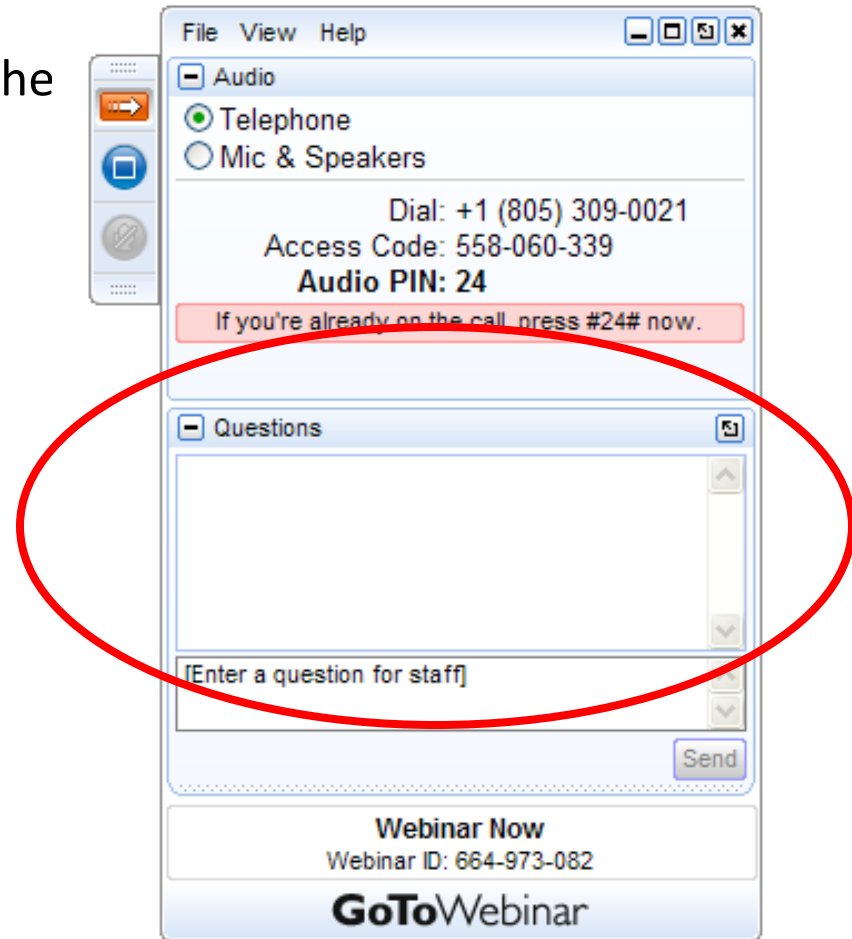 he
File View Help
Audio
Telephone
Mic & Speakers
Dial: +1 (805) 309-0021
Access Code: 558-060-339
Audio PIN: 24
If you're already on the call, press #24# now.
Questions
[Enter a question for staff]
Send
Webinar Now
Webinar ID: 664-973-082
GoToWebinar